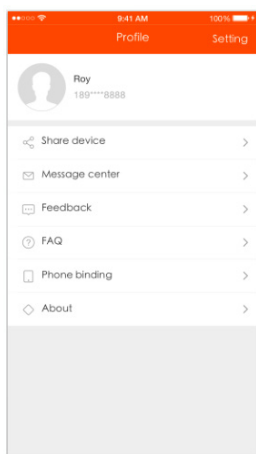 9:41 AM 100%
Profile Setting
Roy
189****8888
Share device
Message center
Feedback
FAQ
Phone binding
About